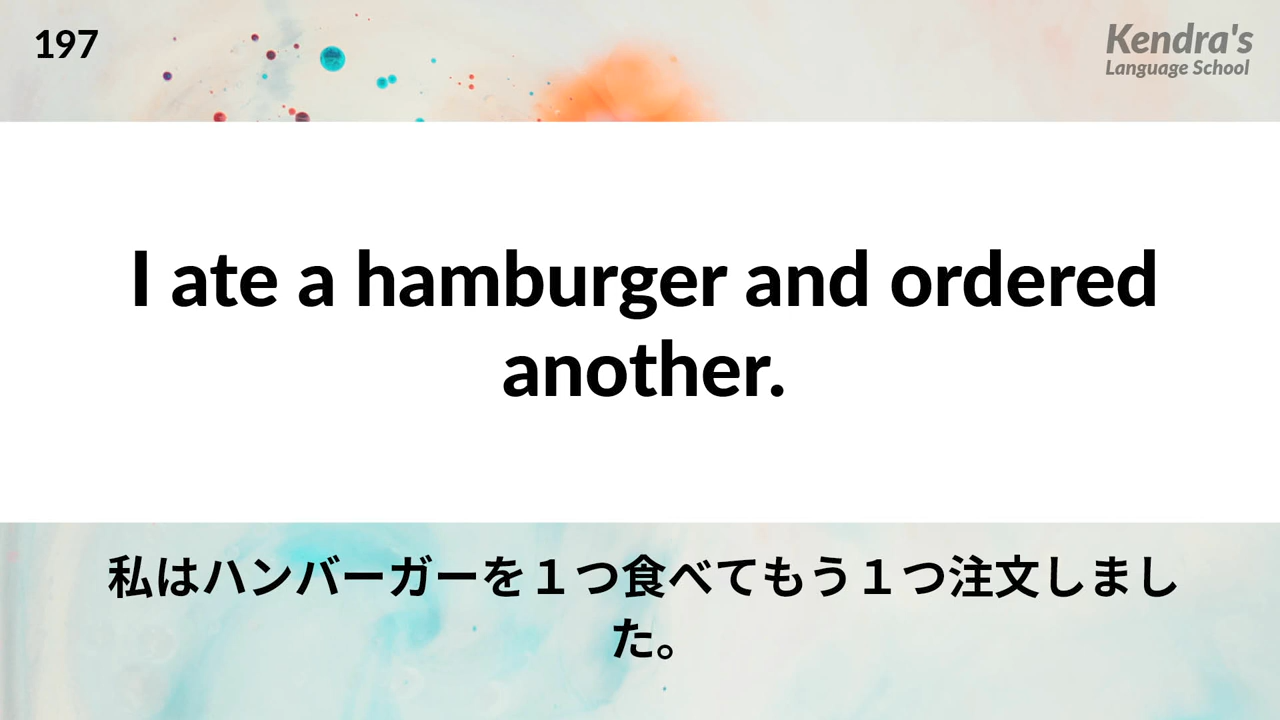 197
Kendra's
Language School
I ate a hamburger and ordered
another.
私はハンバーガーを１つ食べてもう１つ注文しまし
た。